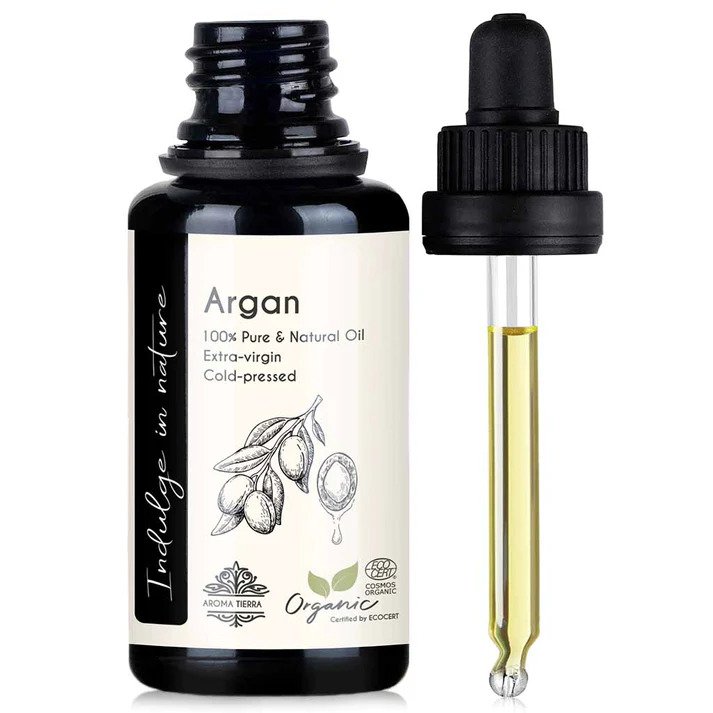 Indulge in nature
Argan
100% Pure & Natural Oil
Extra-virgin
Cold-pressed
AROMA TIERRA
Organic
Certified by ECOCERT
ECO
CERT
COSMOS
ORGANIC